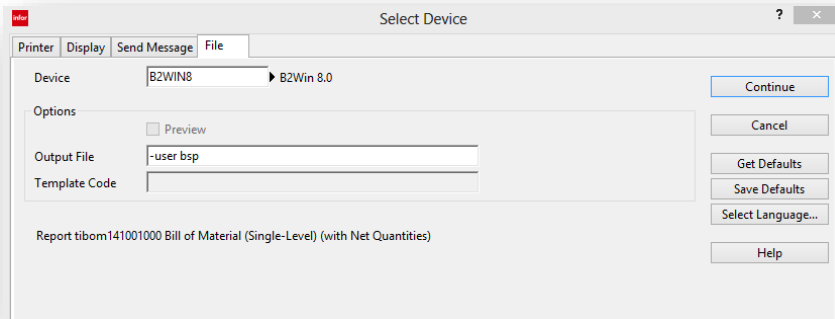 infor
Select Device
?
Printer Display Send Message File
Device B2WIN8 B2Win 8.0
Options
Preview
Output File -user bsp
Template Code
Continue
Cancel
Get Defaults
Save Defaults
Select Language...
Help
Report tibom141001000 Bill of Material (Single-Level) (with Net Quantities)